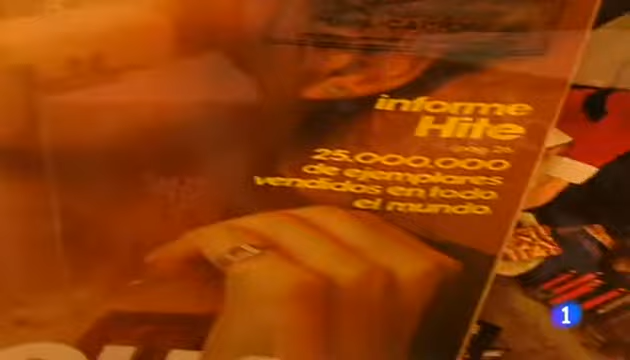 informe
Hite
25.000.000
de ejemplares
vendidos en todo
el mundo.
1